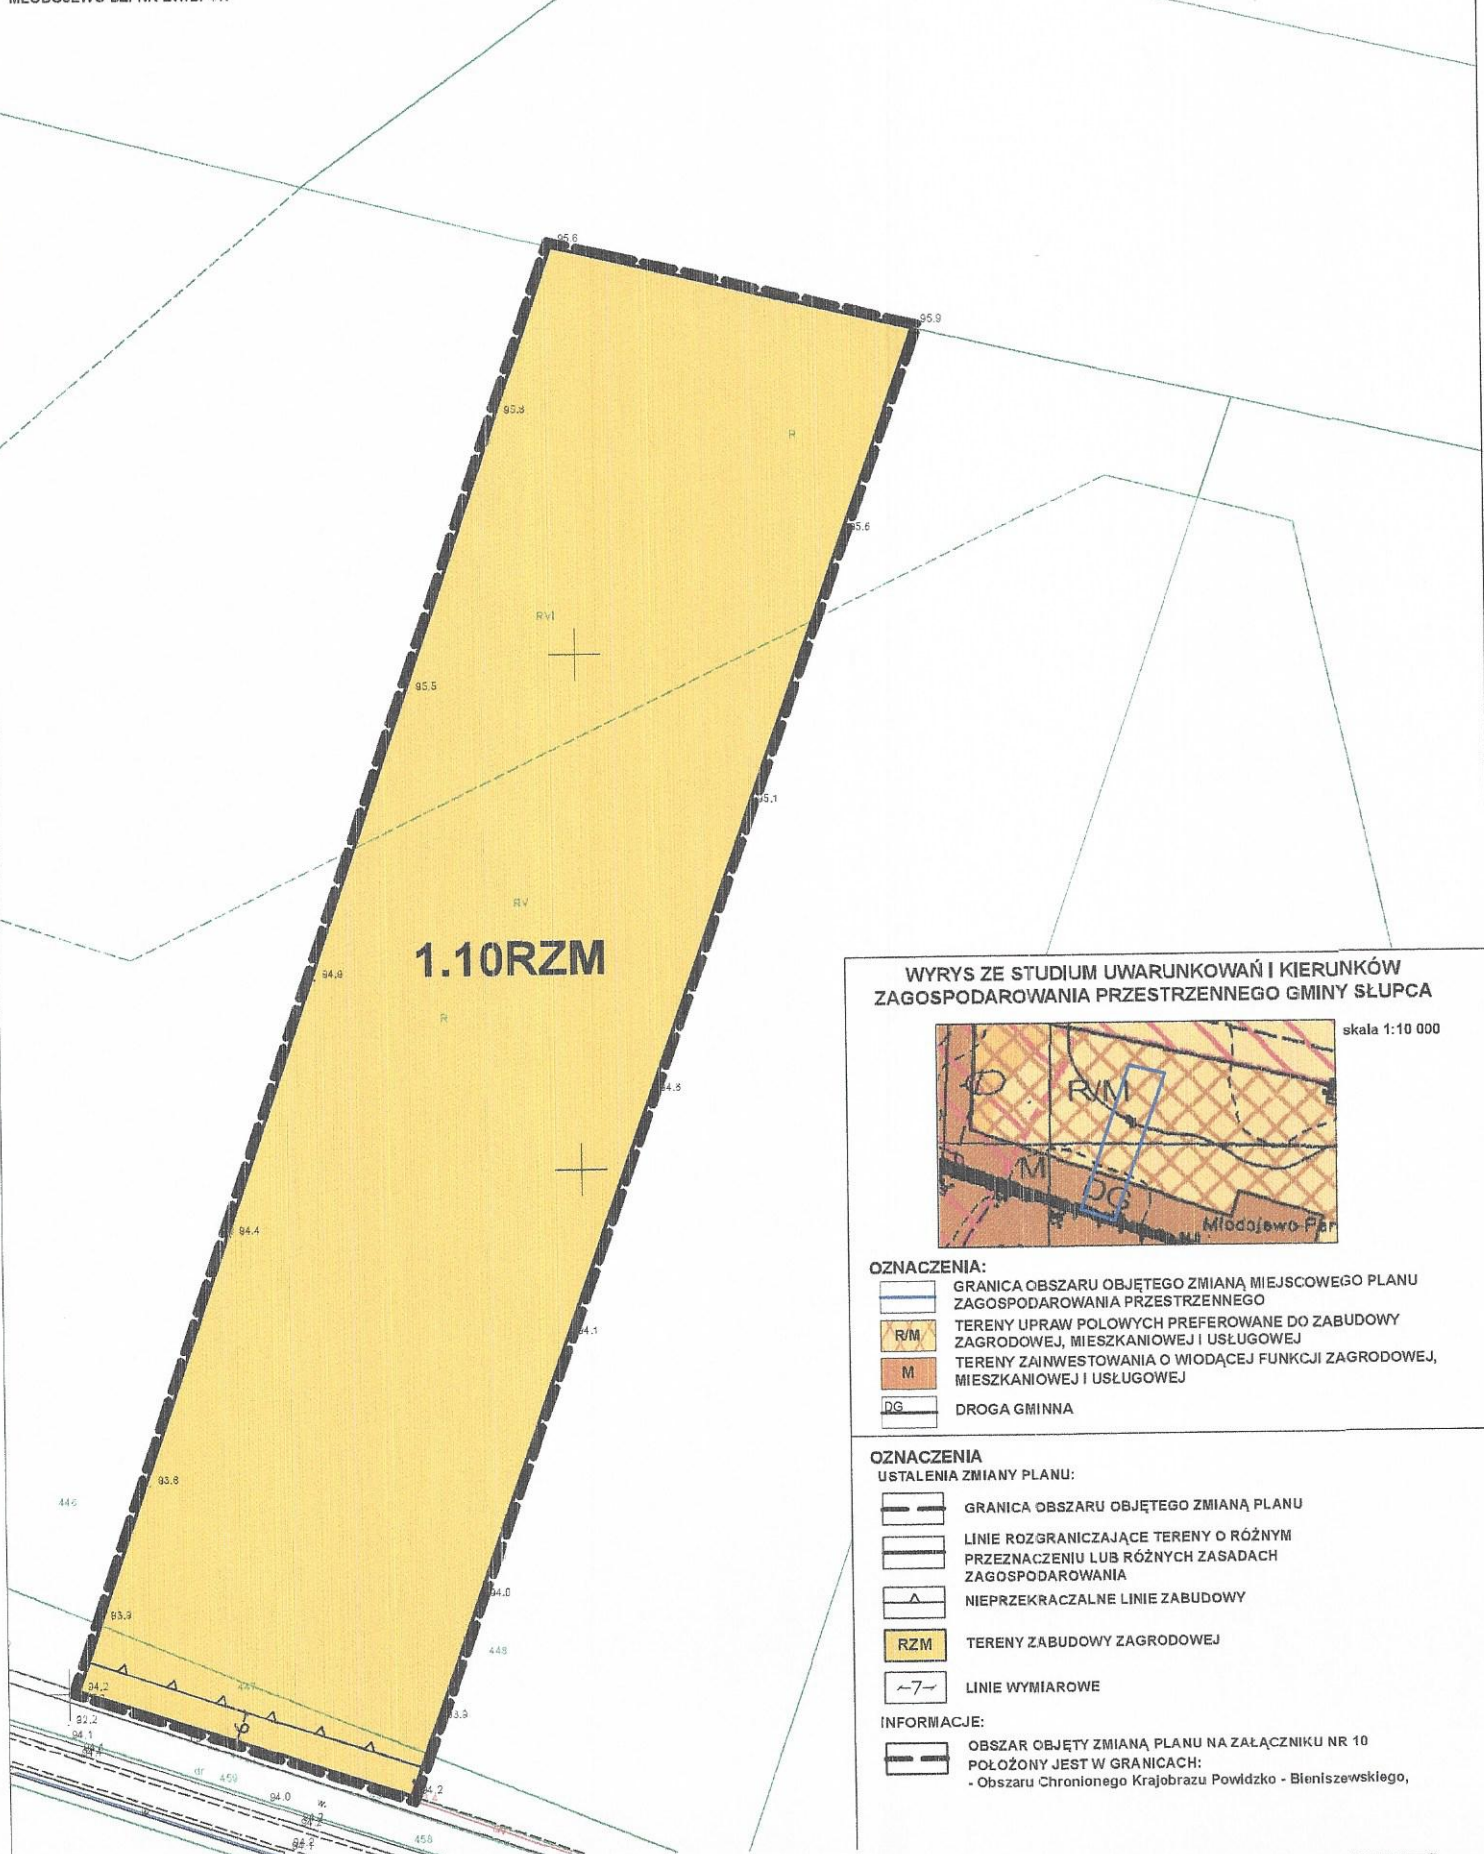 95.6
95.9
95.8
R
95.6
RVI
95.5
95.1
RV
1.10RZM
94.8
R
94.4
94.1
93.8
446
94.0
93.9
448
94.2
447
93.9
92.2
94.1
94.2
dr
459
94.0
w
458
WYRYS ZE STUDIUM UWARUNKOWAŃ I KIERUNKÓW
ZAGOSPODAROWANIA PRZESTRZENNEGO GMINY SŁUPCA
skala 1:10 000
R/M
M
DG
Młodojewo-Par
OZNACZENIA:
GRANICA OBSZARU OBJĘTEGO ZMIANĄ MIEJSCOWEGO PLANU
ZAGOSPODAROWANIA PRZESTRZENNEGO
R/M
TERENY UPRAW POLOWYCH PREFEROWANE DO ZABUDOWY
ZAGRODOWEJ, MIESZKANIOWEJ I USŁUGOWEJ
M
TERENY ZAINWESTOWANIA O WIODĄCEJ FUNKCJI ZAGRODOWEJ,
MIESZKANIOWEJ I USŁUGOWEJ
DG
DROGA GMINNA
OZNACZENIA
USTALENIA ZMIANY PLANU:
GRANICA OBSZARU OBJĘTEGO ZMIANĄ PLANU
LINIE ROZGRANICZAJĄCE TERENY O RÓŻNYM
PRZEZNACZENIU LUB RÓŻNYCH ZASADACH
ZAGOSPODAROWANIA
NIEPRZEKRACZALNE LINIE ZABUDOWY
RZM
TERENY ZABUDOWY ZAGRODOWEJ
7
LINIE WYMIAROWE
INFORMACJE:
OBSZAR OBJĘTY ZMIANĄ PLANU NA ZAŁĄCZNIKU NR 10
POŁOŻONY JEST W GRANICACH:
- Obszaru Chronionego Krajobrazu Powidzko - Bieniszewskiego,